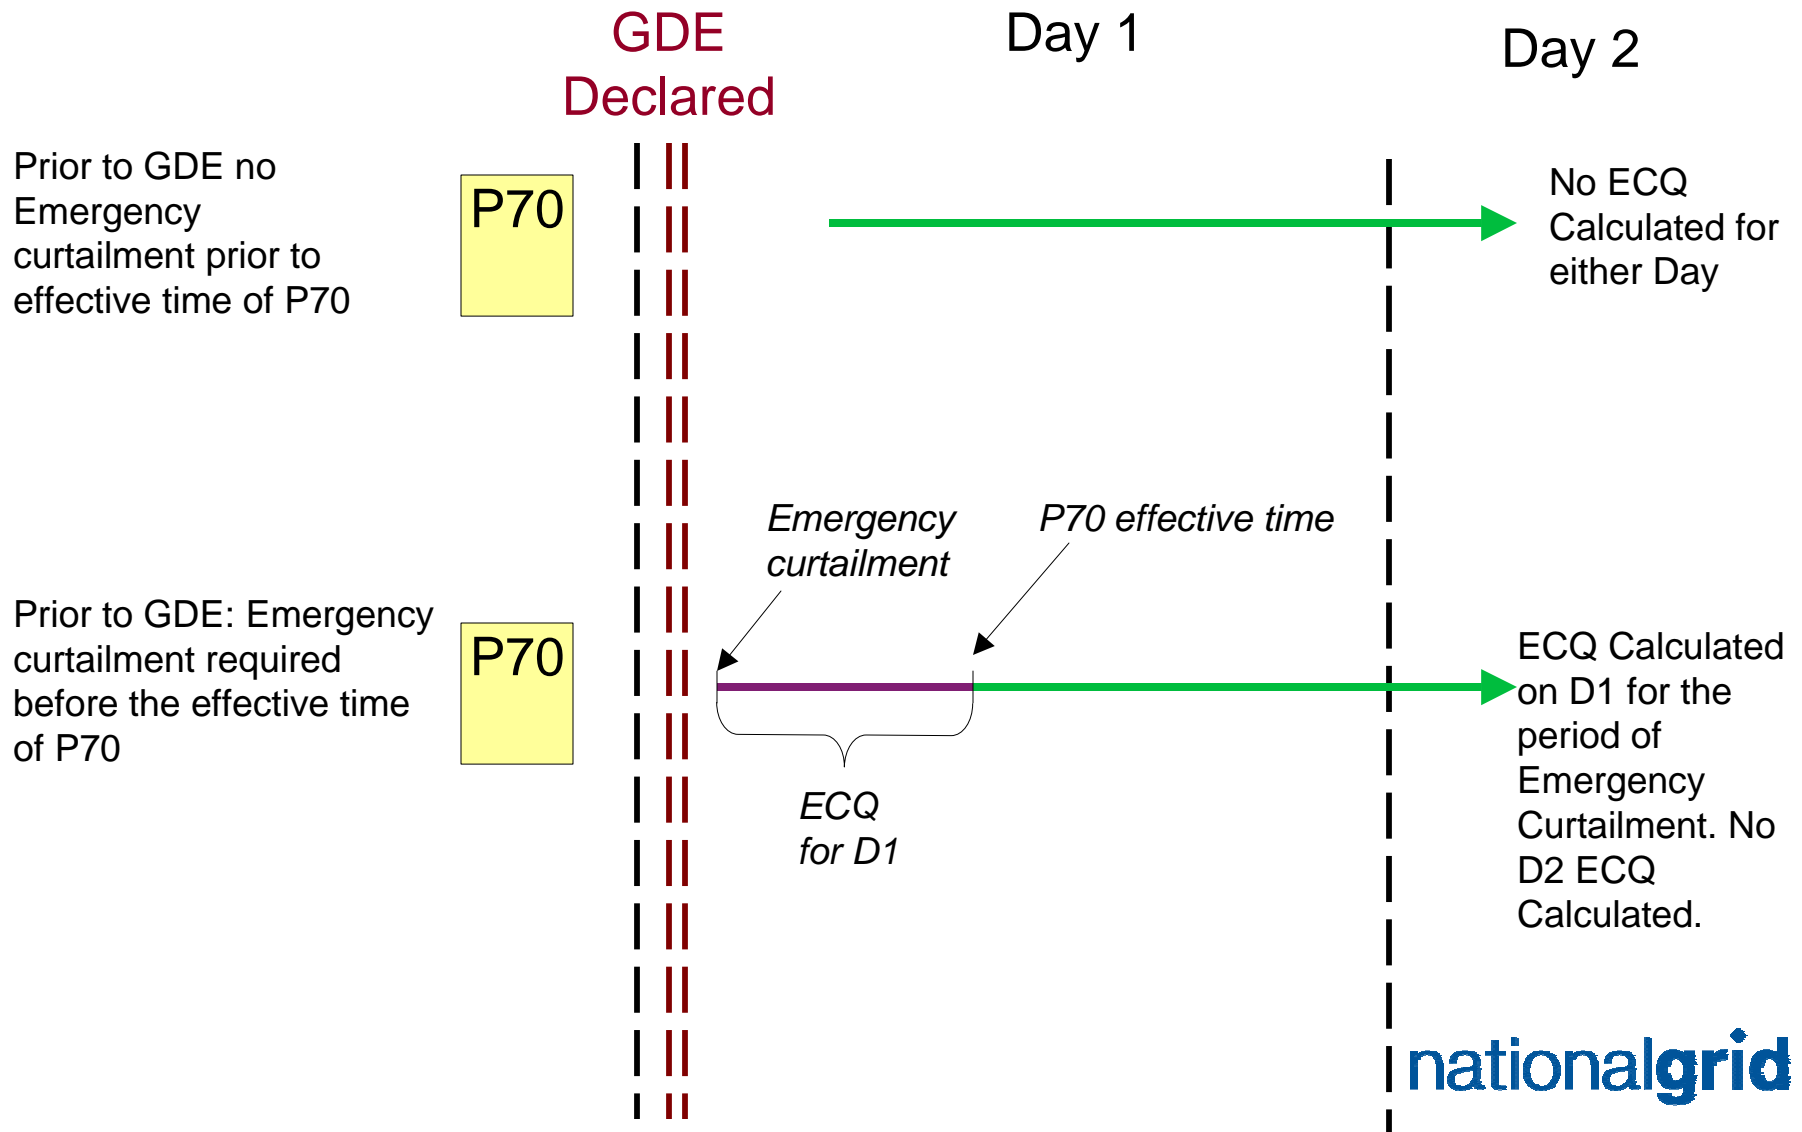 GDE
Declared
Day 1
Day 2
Prior to GDE no
Emergency
curtailment prior to
effective time of P70
P70
No ECQ
Calculated for
either Day
Emergency
curtailment
P70 effective time
Prior to GDE: Emergency
curtailment required
before the effective time
of P70
P70
ECQ
for D1
ECQ Calculated
on D1 for the
period of
Emergency
Curtailment. No
D2 ECQ
Calculated.
nationalgrid